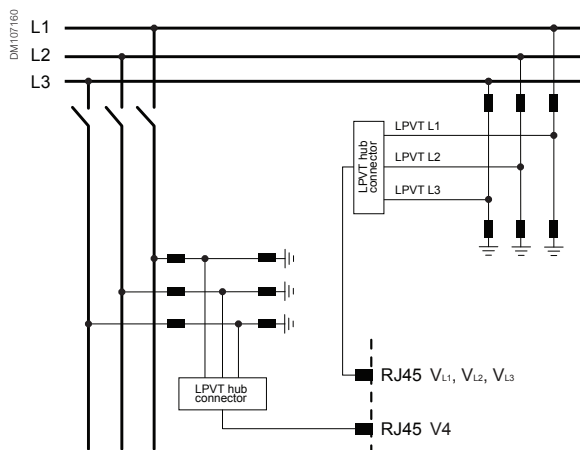 DM107160
L1
L2
L3
LPVT hub
connector
LPVT L1
LPVT L2
LPVT L3
LPVT hub
connector
RJ45 VL1, VL2, VL3
RJ45 V4